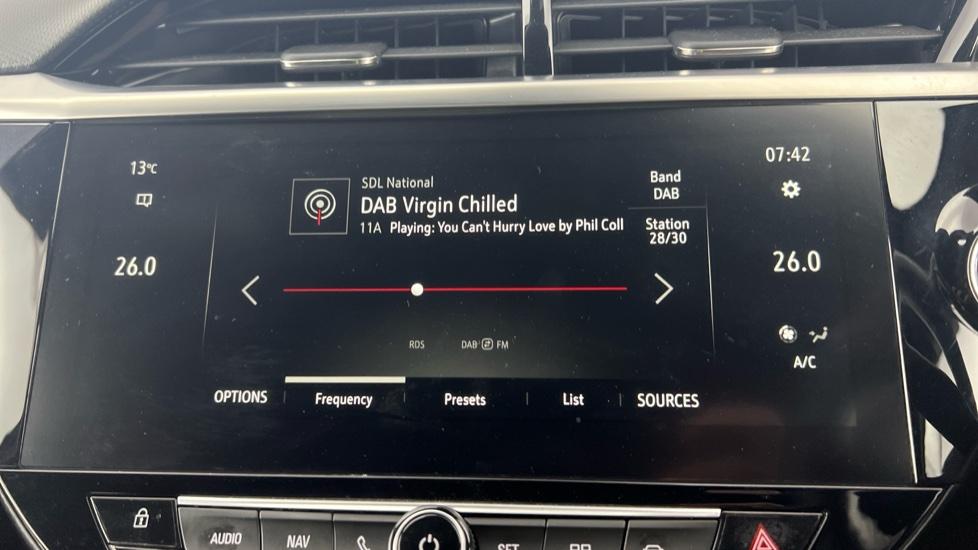 13°C
07:42
SDL National
DAB Virgin Chilled
11A Playing: You Can't Hurry Love by Phil Coll
Band
DAB
Station
28/30
26.0
26.0
RDS
DAB FM
A/C
OPTIONS
Frequency
Presets
List
SOURCES
AUDIO
NAV
SET